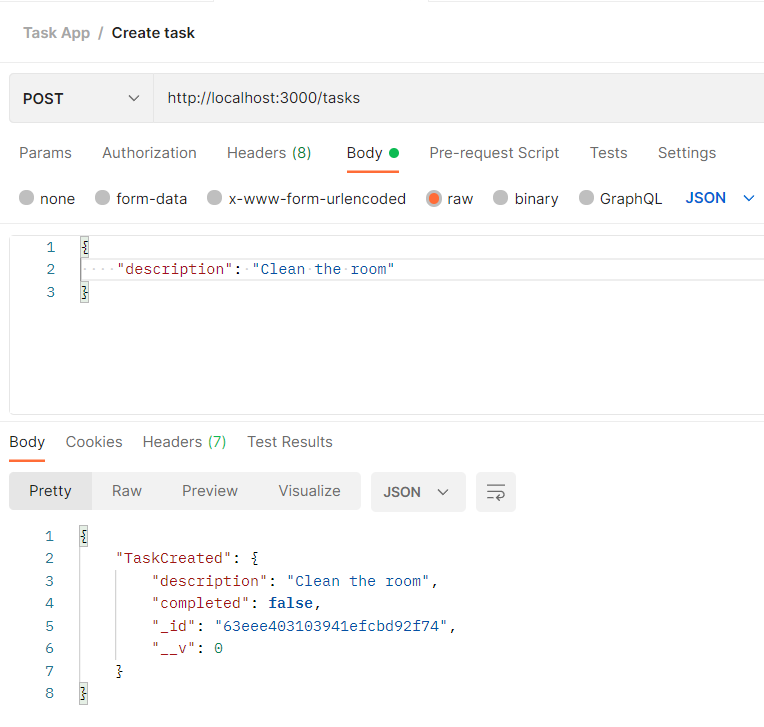 Task App / Create task
POST http://localhost:3000/tasks
Params Authorization Headers (8) Body Pre-request Script Tests Settings
none form-data x-www-form-urlencoded raw binary GraphQL JSON
1 {
2 ····"description":·"Clean·the·room"
3 }
Body Cookies Headers (7) Test Results
Pretty Raw Preview Visualize JSON
1 {
2 "TaskCreated": {
3 "description": "Clean the room",
4 "completed": false,
5 "_id": "63eee403103941efcbd92f74",
6 "__v": 0
7 }
8 }